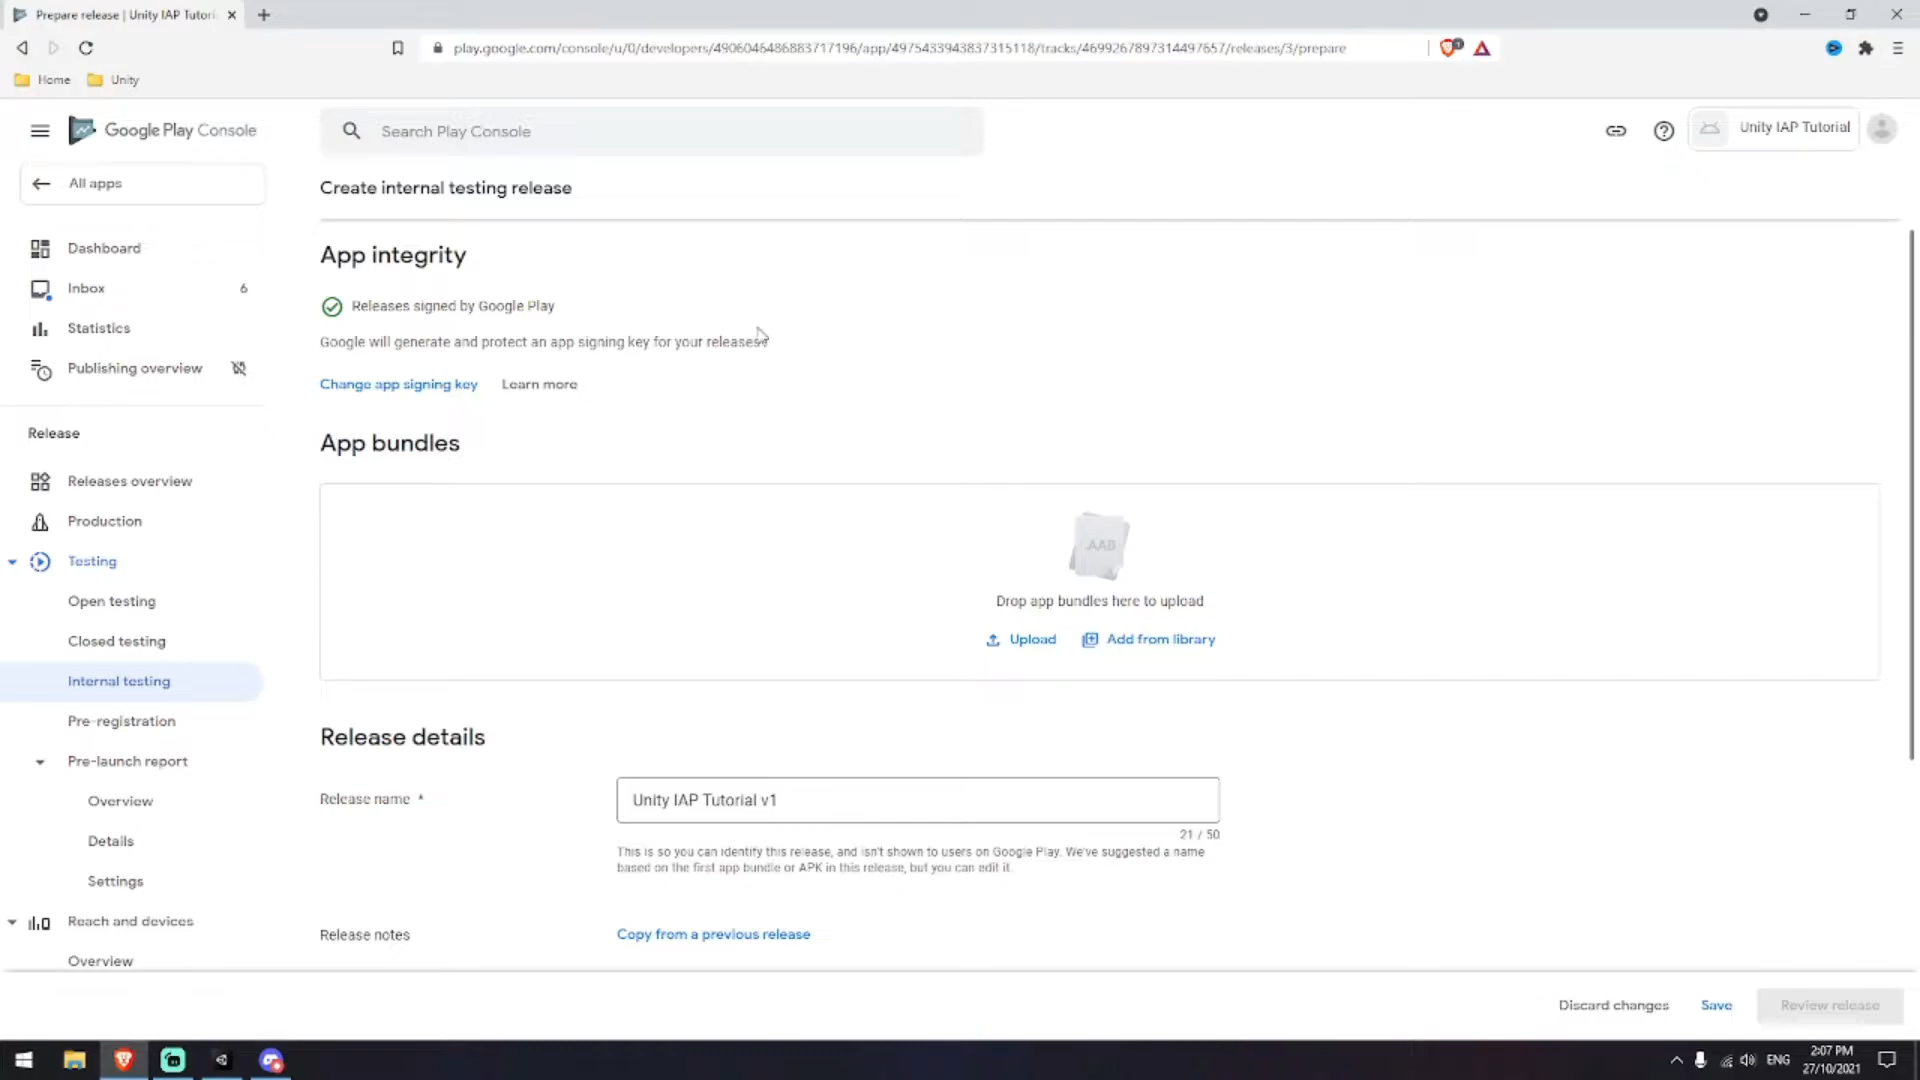 Prepare release | Unity IAP Tutori
play.google.com/console/u/0/developers/4906046486883717196/app/4975433943837315118/tracks/4699267897314497657/releases/3/prepare
Home
Unity
Google Play Console
Search Play Console
Unity IAP Tutorial
All apps
Create internal testing release
Dashboard
Inbox
6
Statistics
Publishing overview
Release
Releases overview
Production
Testing
Open testing
Closed testing
Internal testing
Pre-registration
Pre-launch report
Overview
Details
Settings
Reach and devices
Overview
App integrity
Releases signed by Google Play
Google will generate and protect an app signing key for your releases
Change app signing key
Learn more
App bundles
.AAB
Drop app bundles here to upload
Upload
Add from library
Release details
Release name *
Unity IAP Tutorial v1
21 / 50
This is so you can identify this release, and isn't shown to users on Google Play. We've suggested a name
based on the first app bundle or APK in this release, but you can edit it.
Release notes
Copy from a previous release
Discard changes
Save
Review release
ENG
2:07 PM
27/10/2021